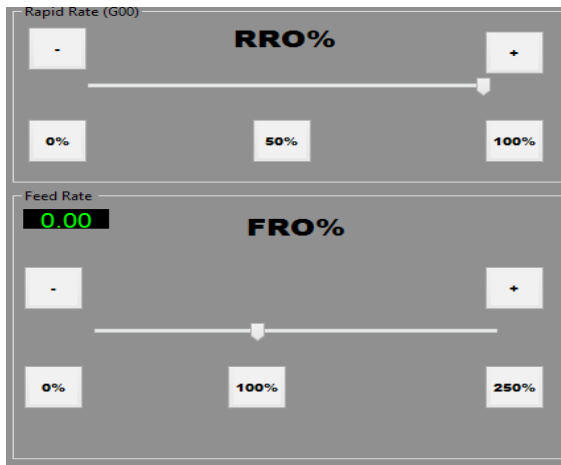 Rapid Rate (G00)
RRO%
- +
0% 50% 100%
Feed Rate
0.00
FRO%
- +
0% 100% 250%